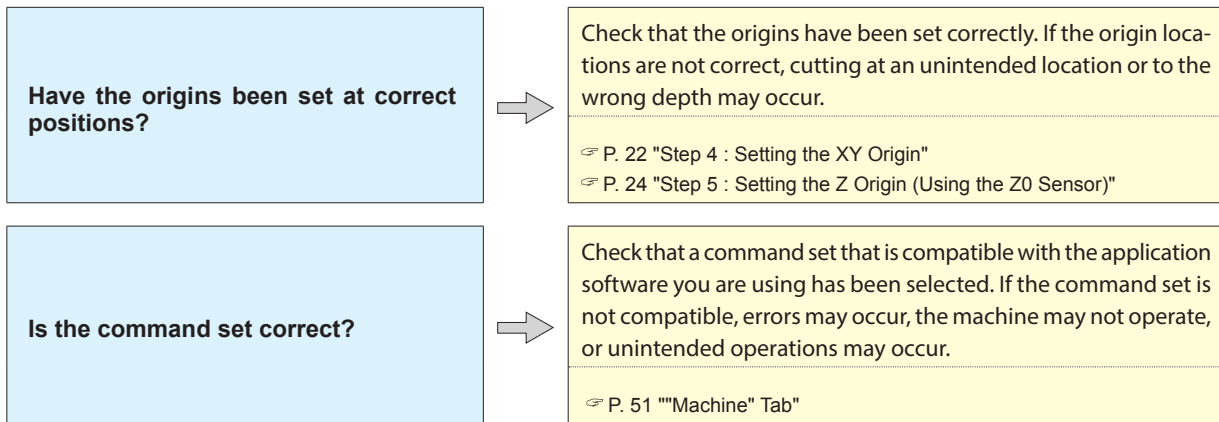 Have the origins been set at correct
positions?
Check that the origins have been set correctly. If the origin loca-
tions are not correct, cutting at an unintended location or to the
wrong depth may occur.
☞ P. 22 "Step 4 : Setting the XY Origin"
☞ P. 24 "Step 5 : Setting the Z Origin (Using the Z0 Sensor)"
Is the command set correct?
Check that a command set that is compatible with the application
software you are using has been selected. If the command set is
not compatible, errors may occur, the machine may not operate,
or unintended operations may occur.
☞ P. 51 ""Machine" Tab"